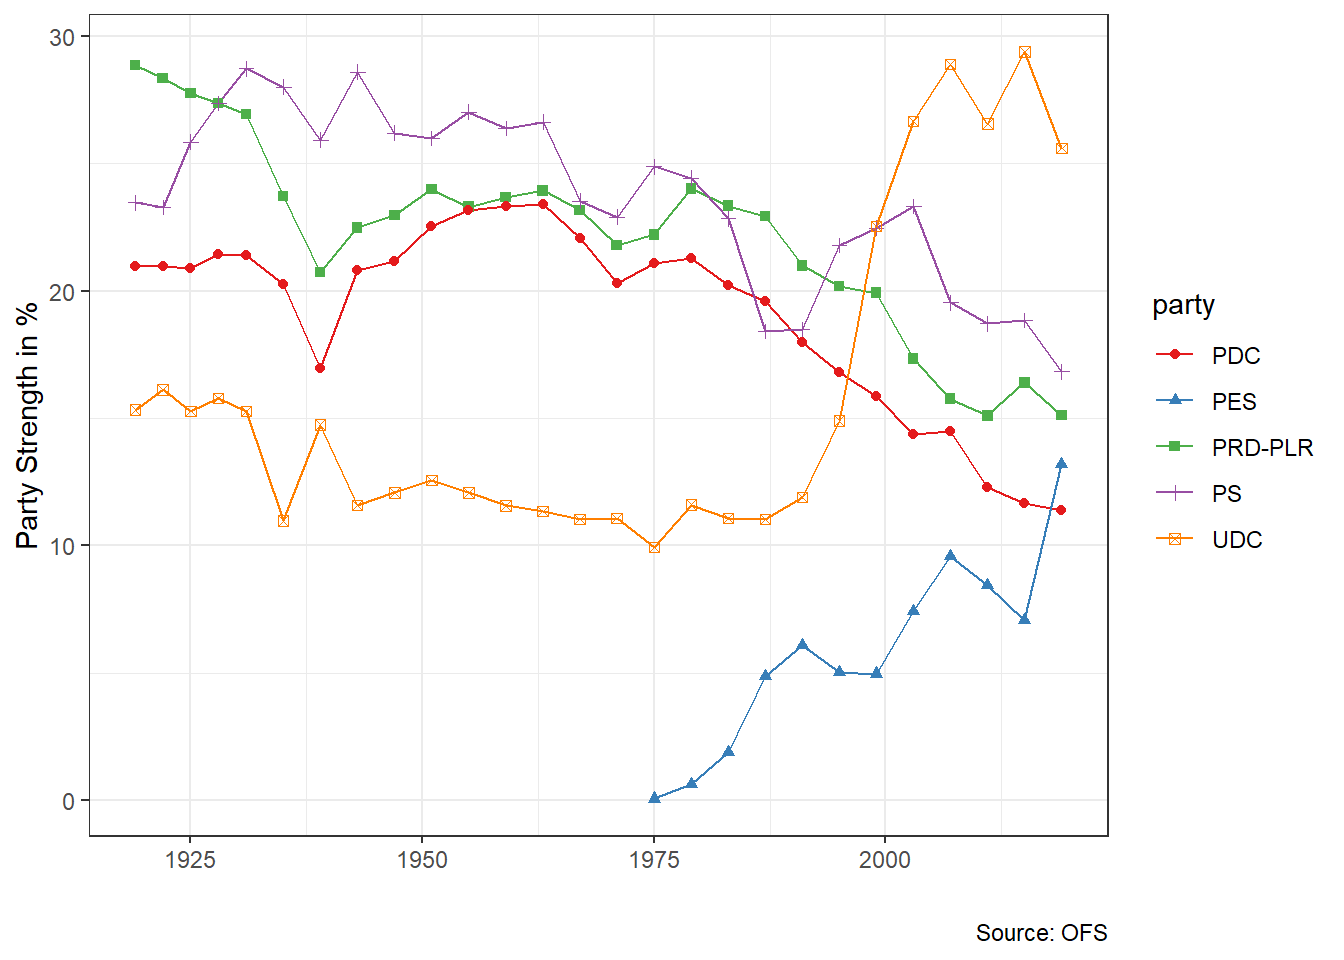 30
20
10
0
Party Strength in %
1925 1950 1975 2000
party
PDC
PES
PRD-PLR
PS
UDC
Source: OFS